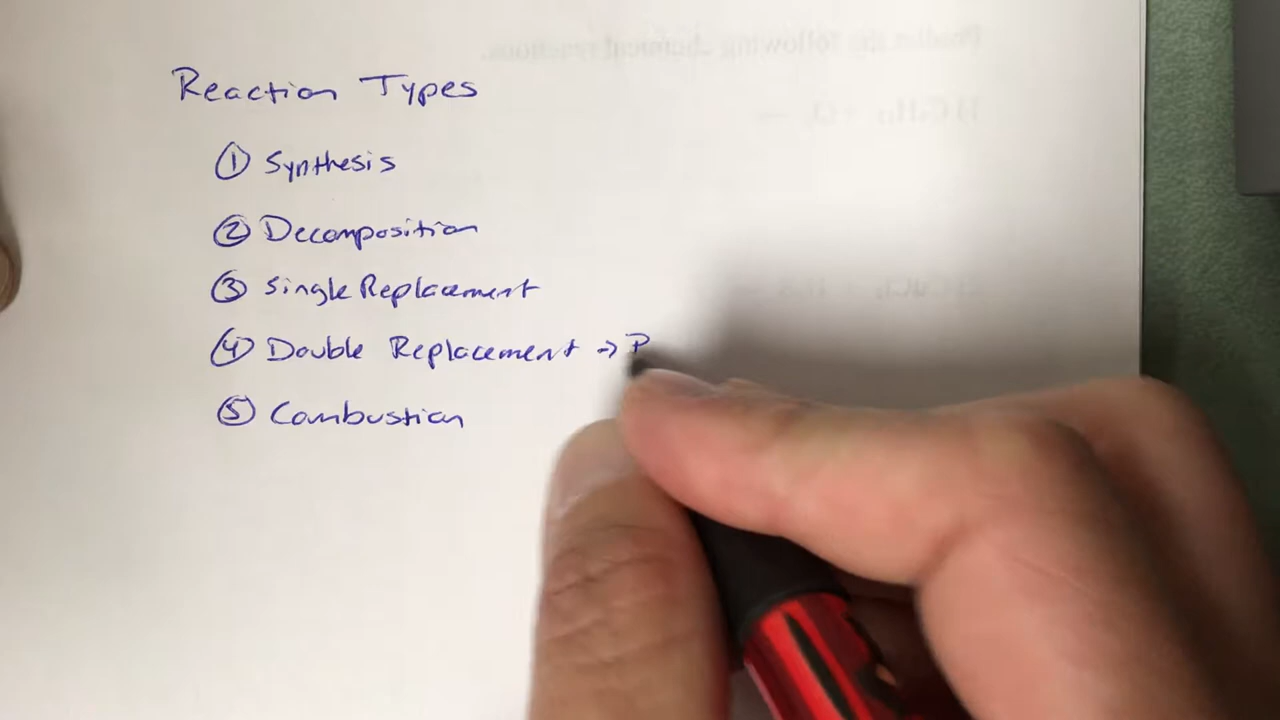 Reaction Types
① Synthesis
② Decomposition
③ Single Replacement
④ Double Replacement → P
⑤ Combustion